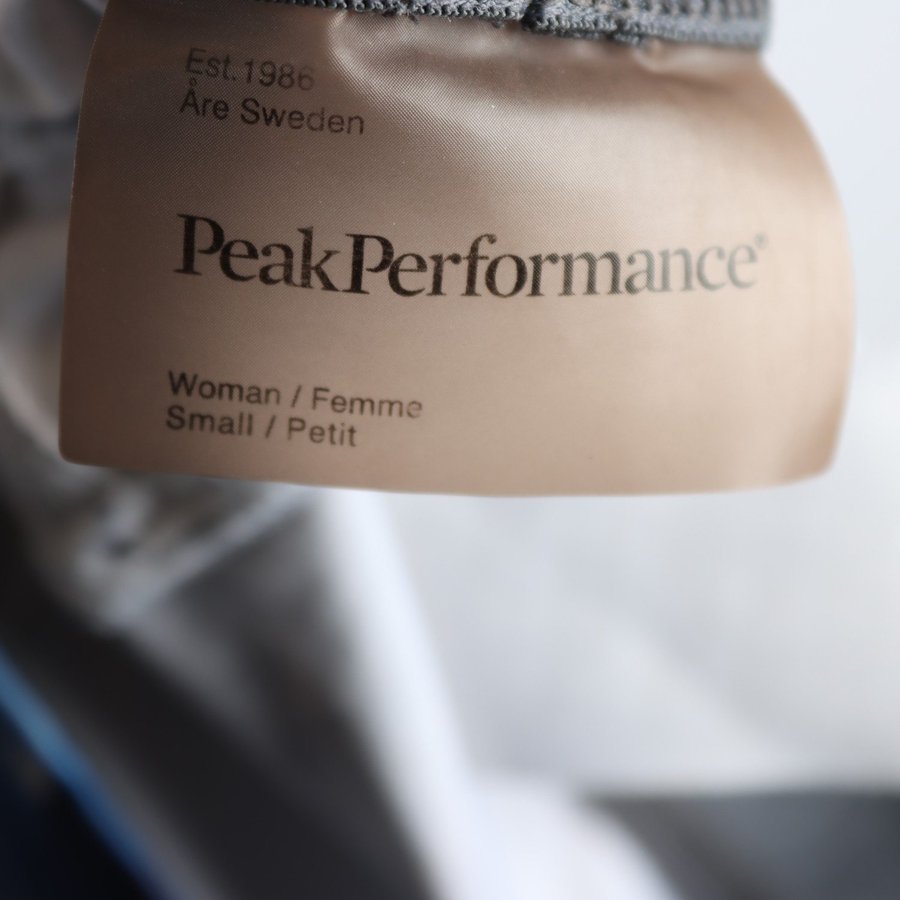 Est.1986
Åre Sweden
PeakPerformance®
Woman / Femme
Small / Petit